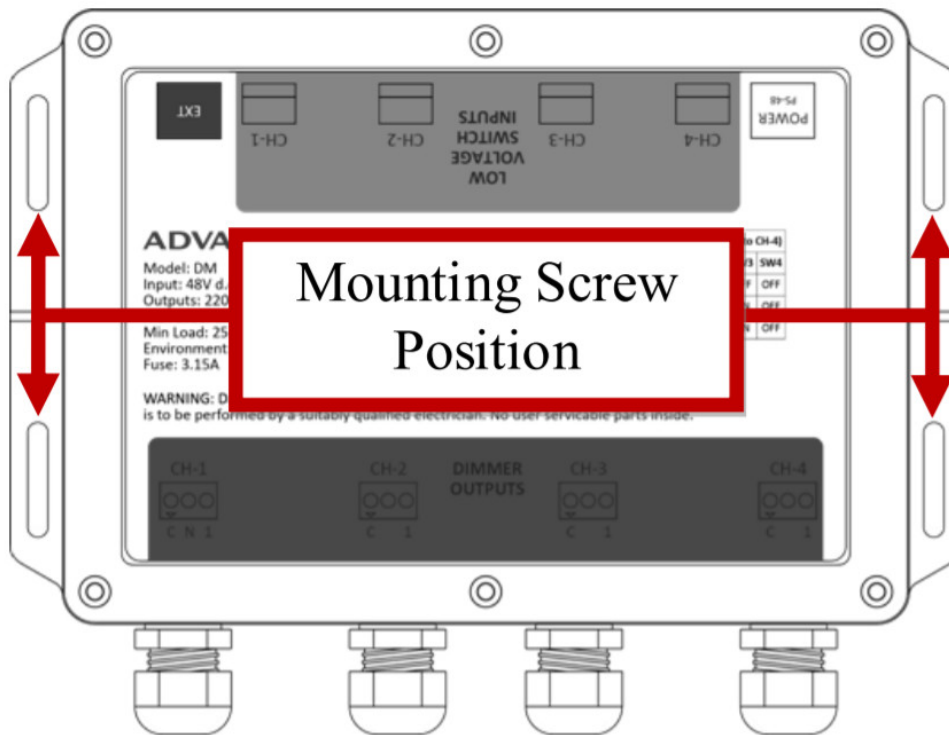 EXT
CH-1
CH-2
CH-3
CH-4
POWER
PS-48
LOW
VOLTAGE
SWITCH
INPUTS
ADVA
Model: DM
Input: 48V d.
Outputs: 220
Min Load: 25
Environment
Fuse: 3.15A
CH-4)
SW4
OFF
OFF
OFF
Mounting Screw
Position
WARNING: D
is to be performed by a suitably qualified electrician. No user servicable parts inside.
CH-1
CH-2
DIMMER
OUTPUTS
CH-3
CH-4
C N 1
C 1
C 1
C 1